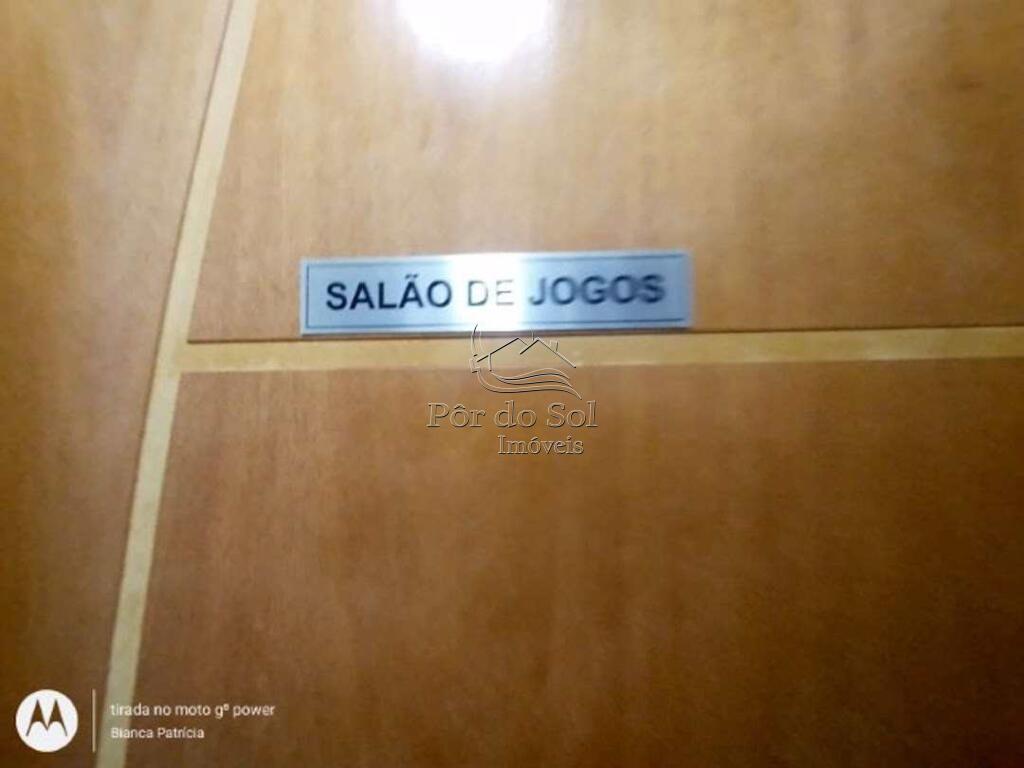 SALÃO DE JOGOS
Pôr do Sol
Imóveis
tirada no moto g⁸ power
Bianca Patrícia